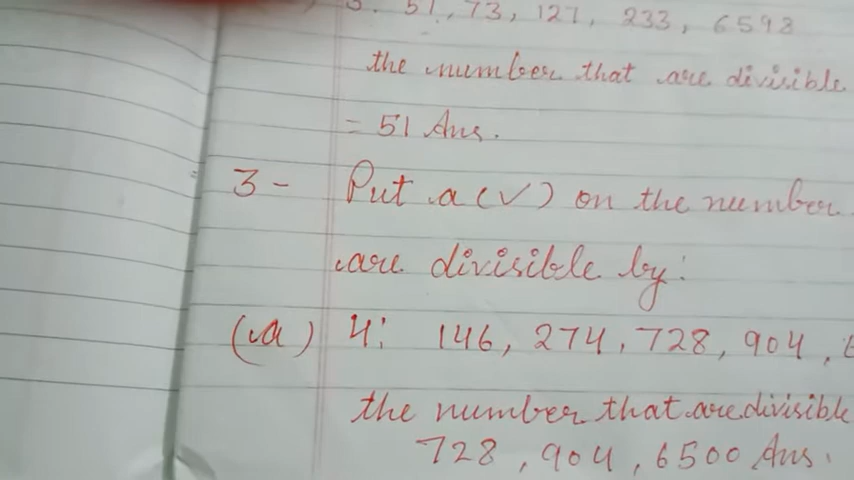 3: 51, 73, 127, 233, 6598
the number that are divisible
= 51 Ans.
3- Put a (✓) on the number
are divisible by:
(a) 4: 146, 274, 728, 904,
the number that are divisible
728, 904, 6500 Ans.